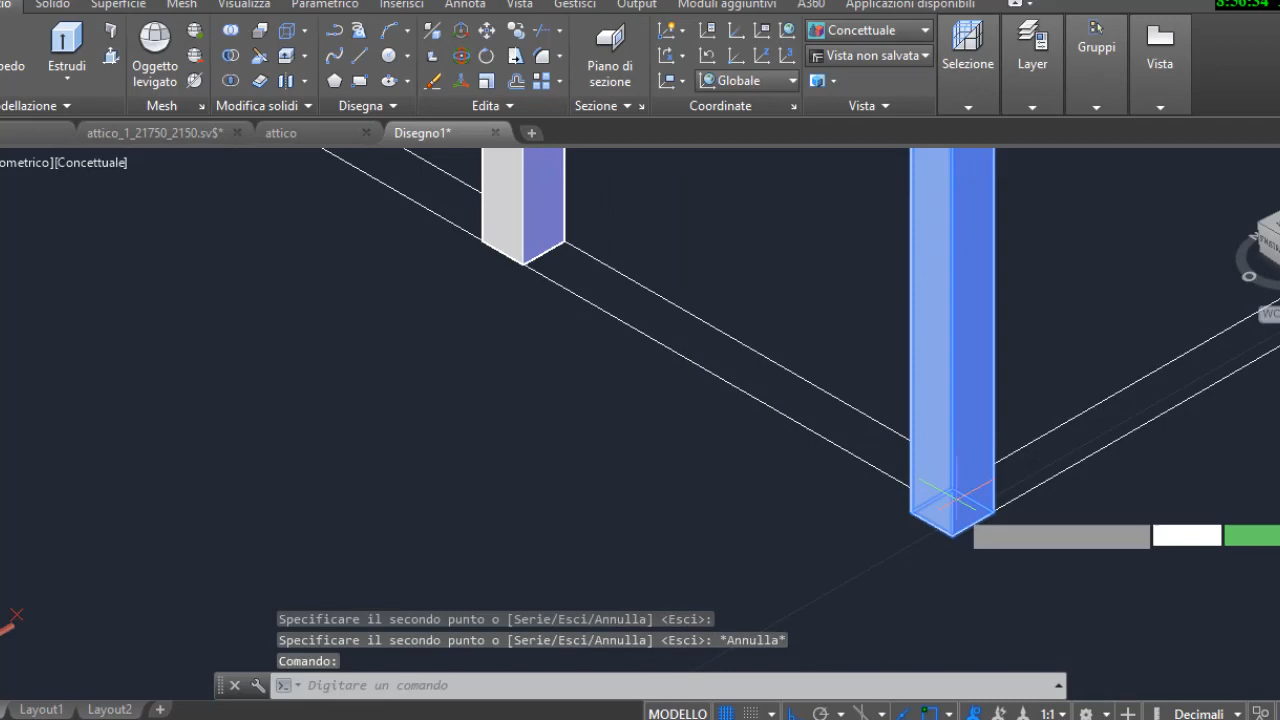 Solido Superficie Mesh Visualizza Parametrico Inserisci Annota Vista Gestisci Output Moduli aggiuntivi A360 Applicazioni disponibili
Estrudi
Oggetto
levigato
Piano di
sezione
Concettuale
Vista non salvata
Globale
Selezione
Layer
Gruppi
Vista
Mesh Modifica solidi Disegna Edita Sezione Coordinate Vista
attico_1_21750_2150.sv$* attico Disegno1*
ometrico][Concettuale]
Specificare il secondo punto o [Serie/Esci/Annulla] <Esci>:
Specificare il secondo punto o [Serie/Esci/Annulla] <Esci>: *Annulla*
Comando:
Digitare un comando
Layout1 Layout2 +
MODELLO 1:1 Decimali